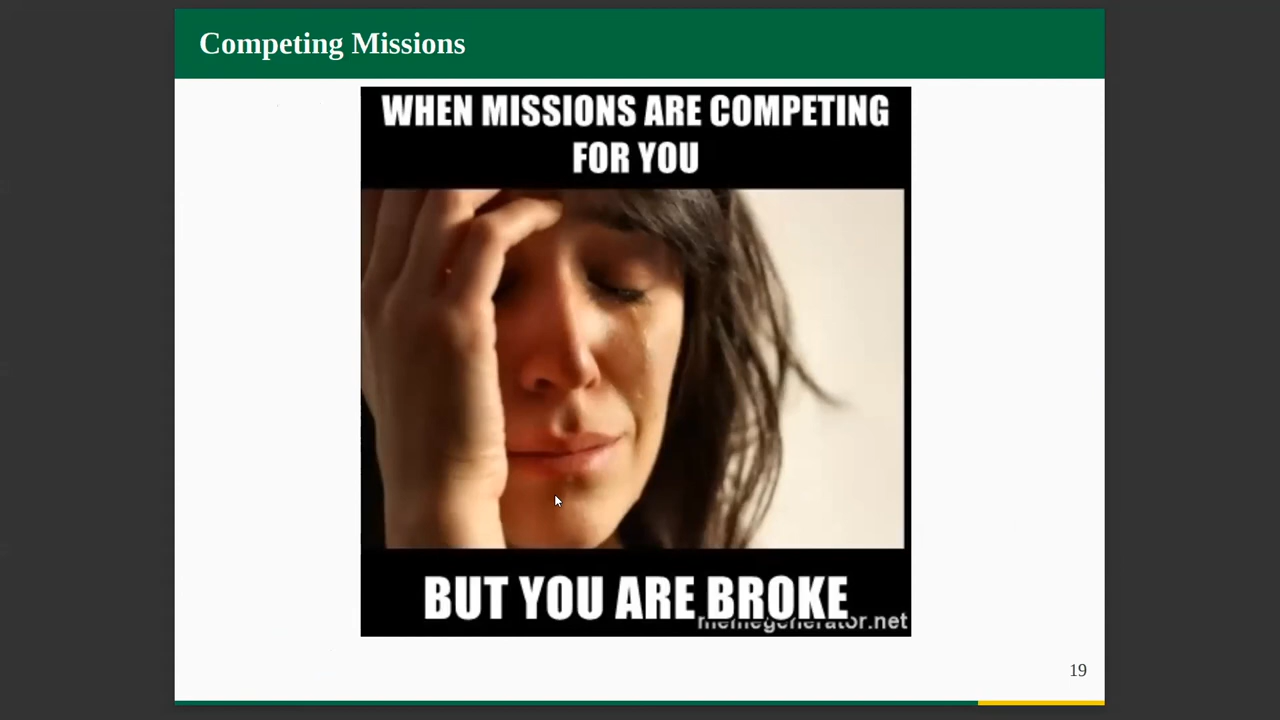 Competing Missions
WHEN MISSIONS ARE COMPETING
FOR YOU
BUT YOU ARE BROKE
memegenerator.net
19